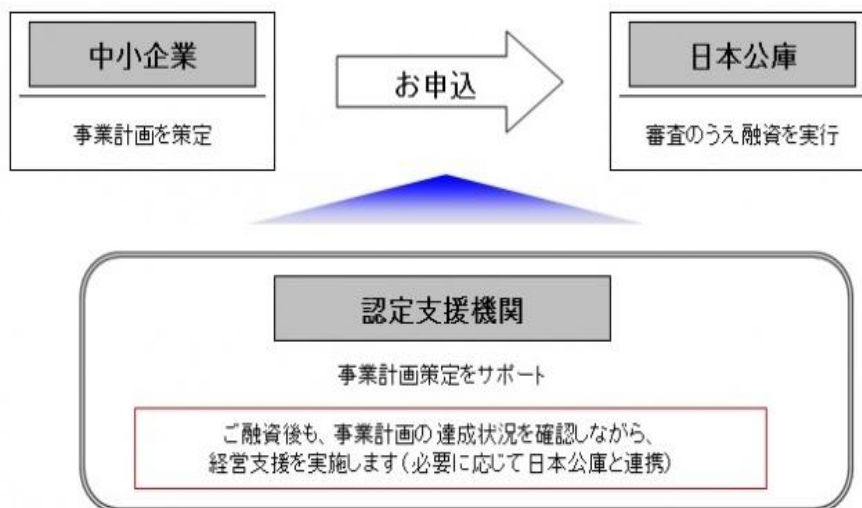 中小企業
事業計画を策定
お申込
日本公庫
審査のうえ融資を実行
認定支援機関
事業計画策定をサポート
ご融資後も、事業計画の達成状況を確認しながら、
経営支援を実施します(必要に応じて日本公庫と連携)